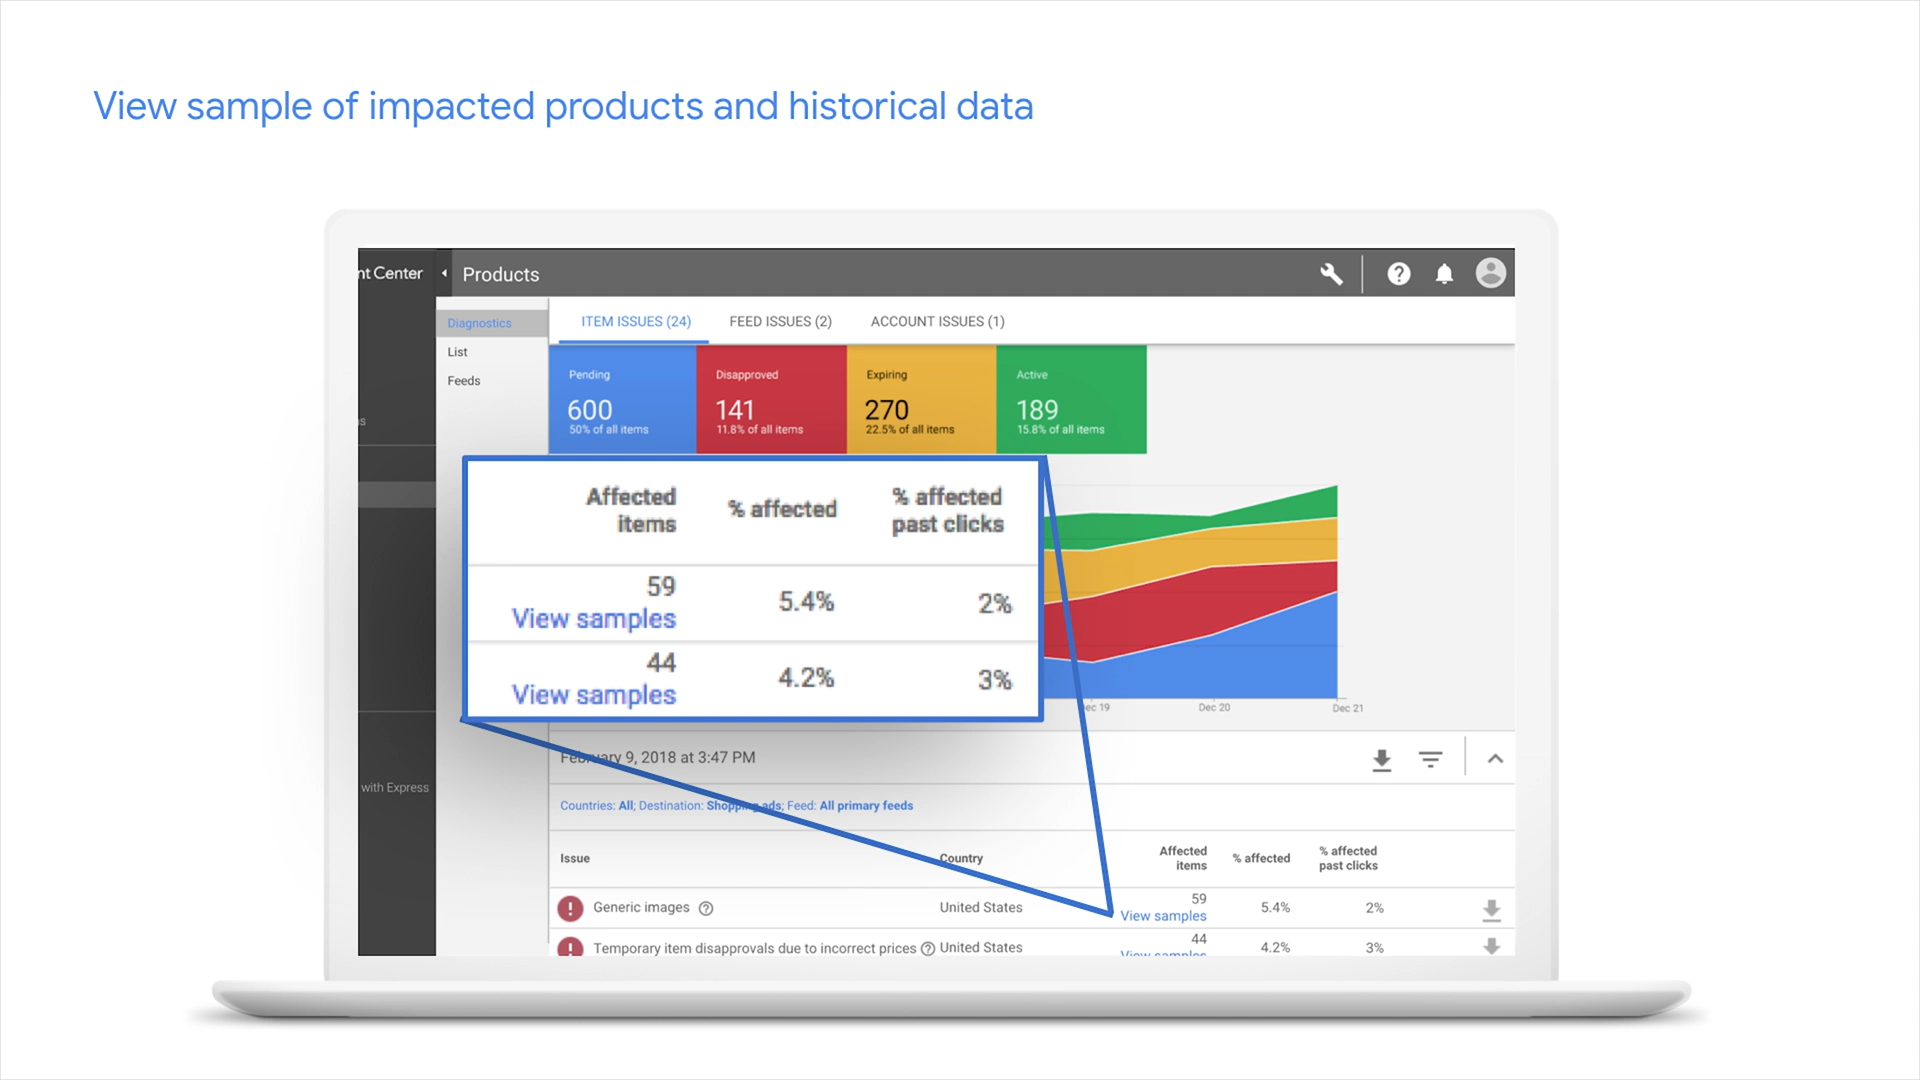 View sample of impacted products and historical data
nt Center
Products
Diagnostics
List
Feeds
with Express
ITEM ISSUES (24)
FEED ISSUES (2)
ACCOUNT ISSUES (1)
Pending
600
50% of all items
Disapproved
141
11.8% of all items
Expiring
270
22.5% of all items
Active
189
15.8% of all items
Affected
items
% affected
% affected
past clicks
59
View samples
5.4%
2%
44
View samples
4.2%
3%
Dec 20
Dec 21
February 9, 2018 at 3:47 PM
Countries: All; Destination: Shopping ads; Feed: All primary feeds
Issue
Country
Affected
items
% affected
% affected
past clicks
Generic images
United States
59
View samples
5.4%
2%
Temporary item disapprovals due to incorrect prices
United States
44
View samples
4.2%
3%